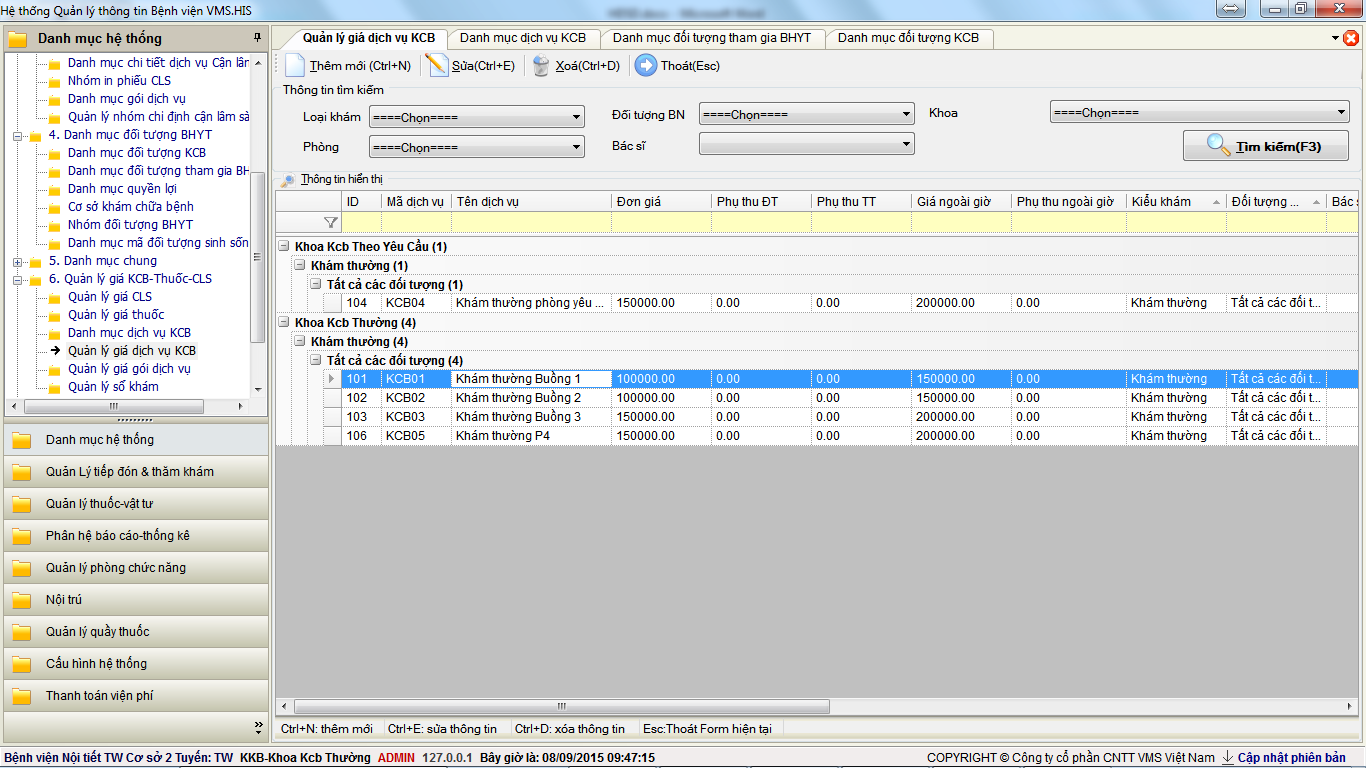 Hệ thống Quản lý thông tin Bệnh viện VMS.HIS
Danh mục hệ thống
Danh mục chi tiết dịch vụ Cận lân
Nhóm in phiếu CLS
Danh mục gói dịch vụ
Quản lý nhóm chỉ định cận lâm sà
4. Danh mục đối tượng BHYT
Danh mục đối tượng KCB
Danh mục đối tượng tham gia BH
Danh mục quyền lợi
Cơ sở khám chữa bệnh
Nhóm đối tượng BHYT
Danh mục mã đối tượng sinh sốn
5. Danh mục chung
6. Quản lý giá KCB-Thuốc-CLS
Quản lý giá CLS
Quản lý giá thuốc
Danh mục dịch vụ KCB
Quản lý giá dịch vụ KCB
Quản lý giá gói dịch vụ
Quản lý sổ khám
Danh mục hệ thống
Quản Lý tiếp đón & thăm khám
Quản lý thuốc-vật tư
Phân hệ báo cáo-thống kê
Quản lý phòng chức năng
Nội trú
Quản lý quầy thuốc
Cấu hình hệ thống
Thanh toán viện phí
Quản lý giá dịch vụ KCB Danh mục dịch vụ KCB Danh mục đối tượng tham gia BHYT Danh mục đối tượng KCB
Thêm mới (Ctrl+N) Sửa(Ctrl+E) Xoá(Ctrl+D) Thoát(Esc)
Thông tin tìm kiếm
Loại khám ====Chọn==== Đối tượng BN ====Chọn==== Khoa ====Chọn====
Phòng ====Chọn==== Bác sĩ Tìm kiếm(F3)
Thông tin hiển thị
ID Mã dịch vụ Tên dịch vụ Đơn giá Phụ thu ĐT Phụ thu TT Giá ngoài giờ Phụ thu ngoài giờ Kiểu khám Đối tượng ... Bác s
Khoa Kcb Theo Yêu Cầu (1)
Khám thường (1)
Tất cả các đối tượng (1)
104 KCB04 Khám thường phòng yêu ... 150000.00 0.00 0.00 200000.00 0.00 Khám thường Tất cả các đối t...
Khoa Kcb Thường (4)
Khám thường (4)
Tất cả các đối tượng (4)
101 KCB01 Khám thường Buồng 1 100000.00 0.00 0.00 150000.00 0.00 Khám thường Tất cả các đối t...
102 KCB02 Khám thường Buồng 2 100000.00 0.00 0.00 150000.00 0.00 Khám thường Tất cả các đối t...
103 KCB03 Khám thường Buồng 3 150000.00 0.00 0.00 200000.00 0.00 Khám thường Tất cả các đối t...
106 KCB05 Khám thường P4 150000.00 0.00 0.00 200000.00 0.00 Khám thường Tất cả các đối t...
Ctrl+N: thêm mới Ctrl+E: sửa thông tin Ctrl+D: xóa thông tin Esc:Thoát Form hiện tại
Bệnh viện Nội tiết TW Cơ sở 2 Tuyến: TW KKB-Khoa Kcb Thường ADMIN 127.0.0.1 Bây giờ là: 08/09/2015 09:47:15 COPYRIGHT © Công ty cổ phần CNTT VMS Việt Nam Cập nhật phiên bản